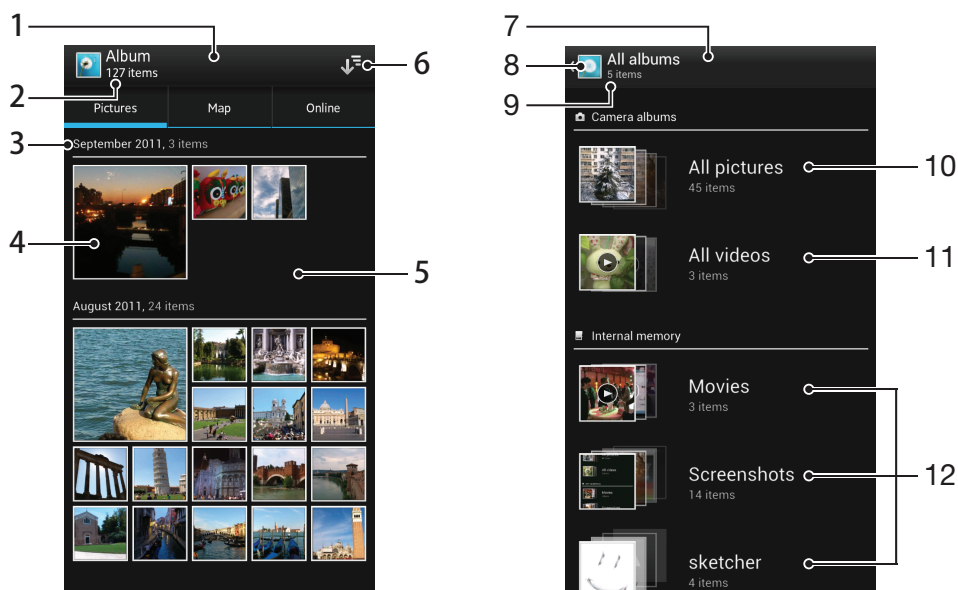 1
Album
127 items
2
6
Pictures Map Online
3
September 2011, 3 items
4
5
August 2011, 24 items
7
8
All albums
5 items
9
Camera albums
All pictures
45 items
10
All videos
3 items
11
Internal memory
Movies
3 items
Screenshots
14 items
12
sketcher
4 items